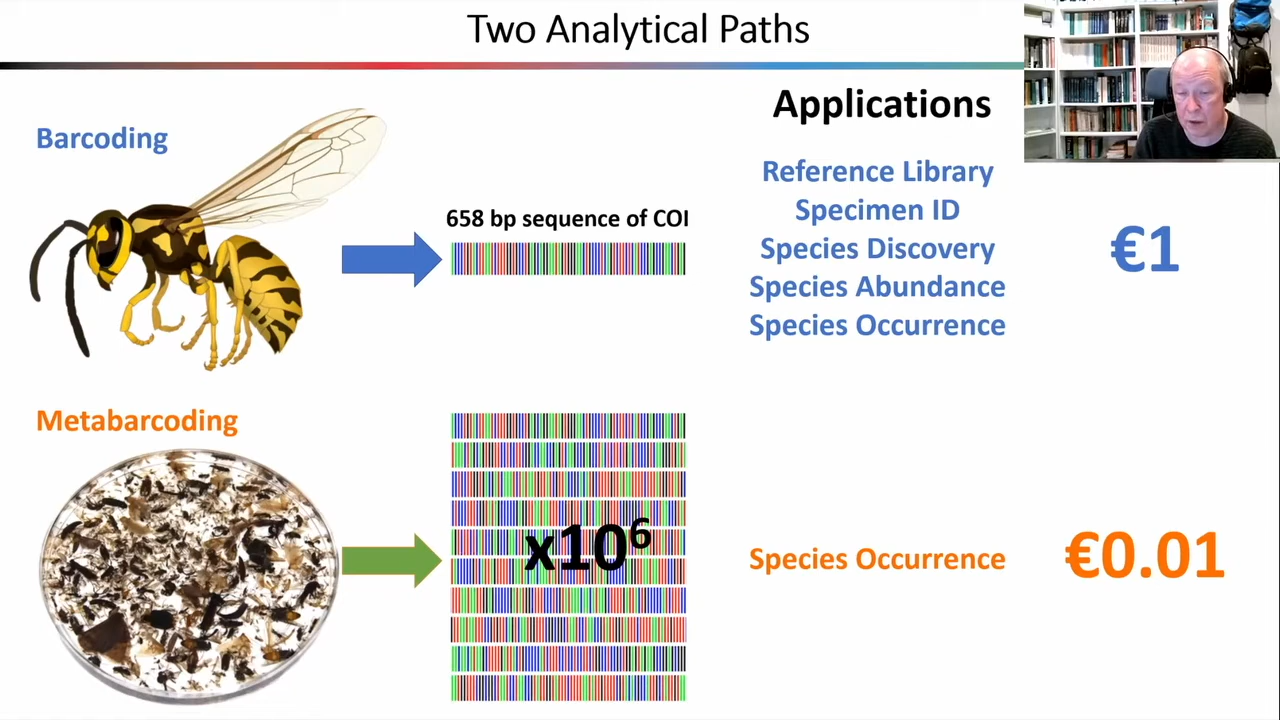 Two Analytical Paths
Applications
Barcoding
658 bp sequence of COI
Reference Library
Specimen ID
Species Discovery
Species Abundance
Species Occurrence
€1
Metabarcoding
x10⁶
Species Occurrence
€0.01